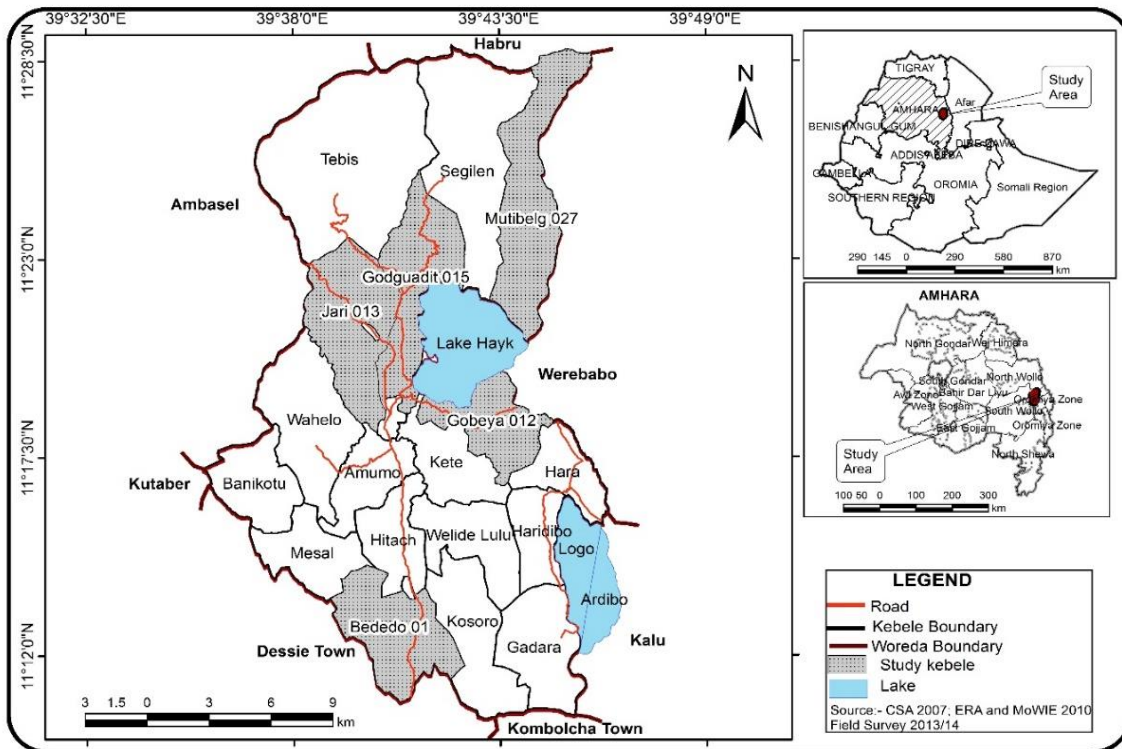 39°32'30"E 39°38'0"E 39°43'30"E 39°49'0"E
11°28'30"N
11°23'0"N
11°17'30"N
11°12'0"N
Habru
N
Tebis
Segilen
Ambasel
Mutibelg 027
Godguadit 015
Jari 013
Lake Hayk
Werebabo
Wahelo
Gobeya 012
Kete
Hara
Amumo
Kutaber
Banikotu
Mesal
Hitach
Welide Lulu
Haridibo
Logo
Ardibo
Bededo 01
Kosoro
Gadara
Kalu
Dessie Town
Kombolcha Town
3 1.5 0 3 6 9
km
TIGRAY
Study
Area
AMHARA
Afar
BENISHANGUL GUM
DIRE DAWA
ADDIS ABEBA
GAMBELLA
OROMIA
Somali Region
SOUTHERN REGION
290 145 0 290 580 870
km
AMHARA
North Gondar
Wej Himera
South Gondar
North Wollo
Bahir Dar Liyu
Awi Zone
Oromiya Zone
West Gojjam
South Wollo
East Gojjam
Oromiya Zone
Study
Area
North Shewa
100 50 0 100 200 300
km
LEGEND
Road
Kebele Boundary
Woreda Boundary
Study kebele
Lake
Source:- CSA 2007; ERA and MoWIE 2010
Field Survey 2013/14